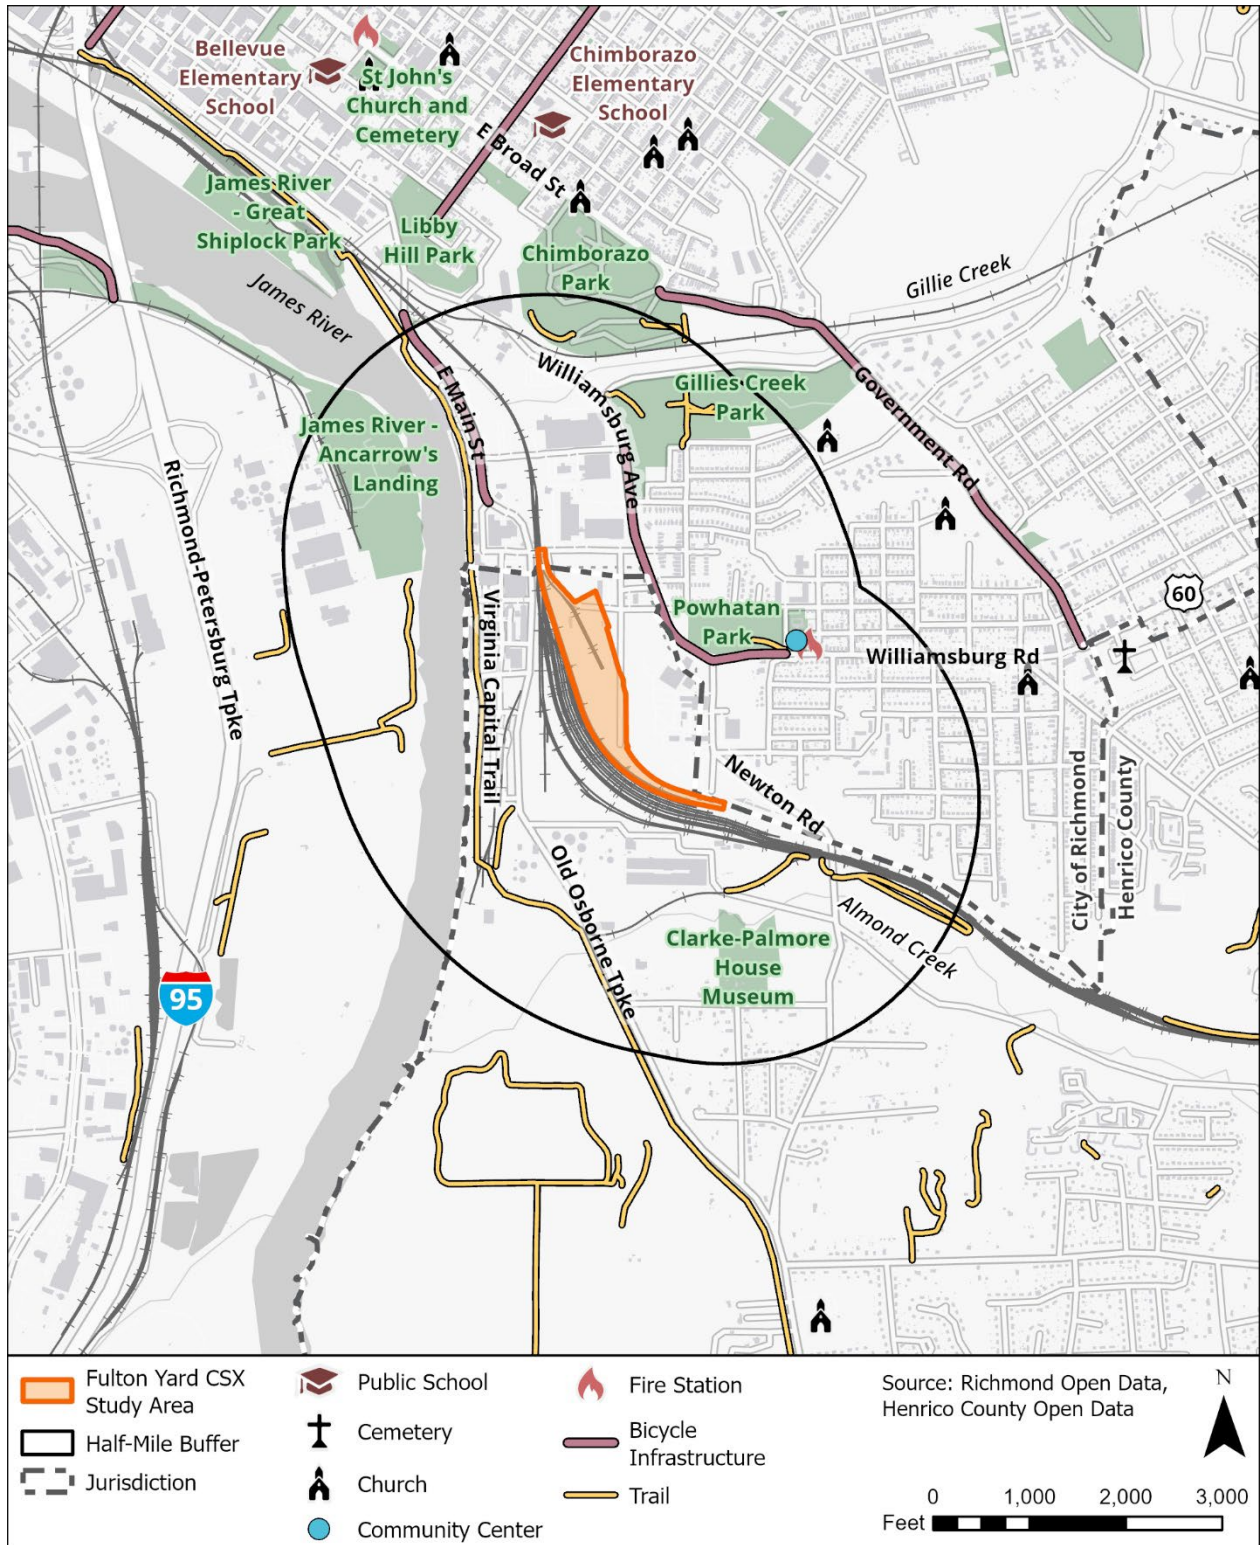 Bellevue
Elementary
School
St John's
Church and
Cemetery
Chimborazo
Elementary
School
E Broad St
James River
- Great
Shiplock Park
Libby
Hill Park
Chimborazo
Park
James River
Gillie Creek
Williamsburg Ave
E Main St
Gillies Creek
Park
Government Rd
James River -
Ancarrow's
Landing
Richmond-Petersburg Tpke
Virginia Capital Trail
Powhatan
Park
60
Williamsburg Rd
Newton Rd
City of Richmond
Henrico County
Old Osborne Tpke
Almond Creek
Clarke-Palmore
House
Museum
95
Fulton Yard CSX
Study Area
Half-Mile Buffer
Jurisdiction
Public School
Cemetery
Church
Community Center
Fire Station
Bicycle
Infrastructure
Trail
Source: Richmond Open Data,
Henrico County Open Data
N
0 1,000 2,000 3,000
Feet